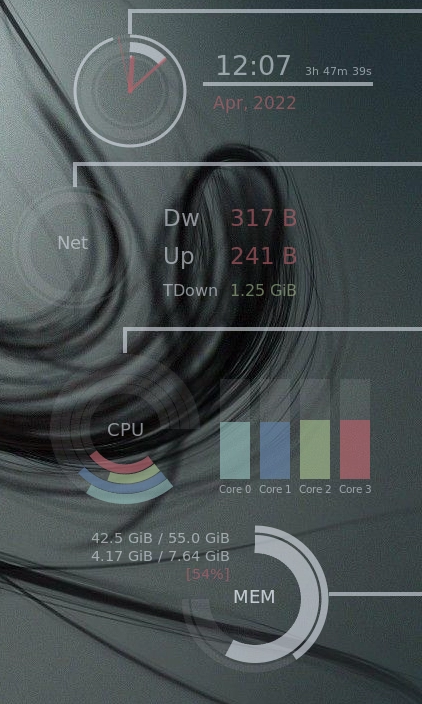 12:07 3h 47m 39s
Apr, 2022
Net
Dw 317 B
Up 241 B
TDown 1.25 GiB
CPU
Core 0 Core 1 Core 2 Core 3
42.5 GiB / 55.0 GiB
4.17 GiB / 7.64 GiB
[54%]
MEM